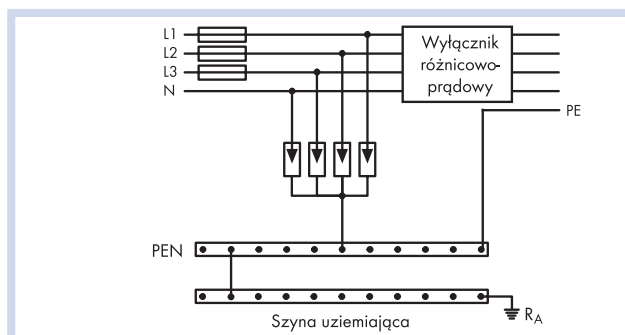 L1
L2
L3
N
Wyłącznik
różnicowo-
prądowy
PE
PEN
Szyna uziemiająca
RA